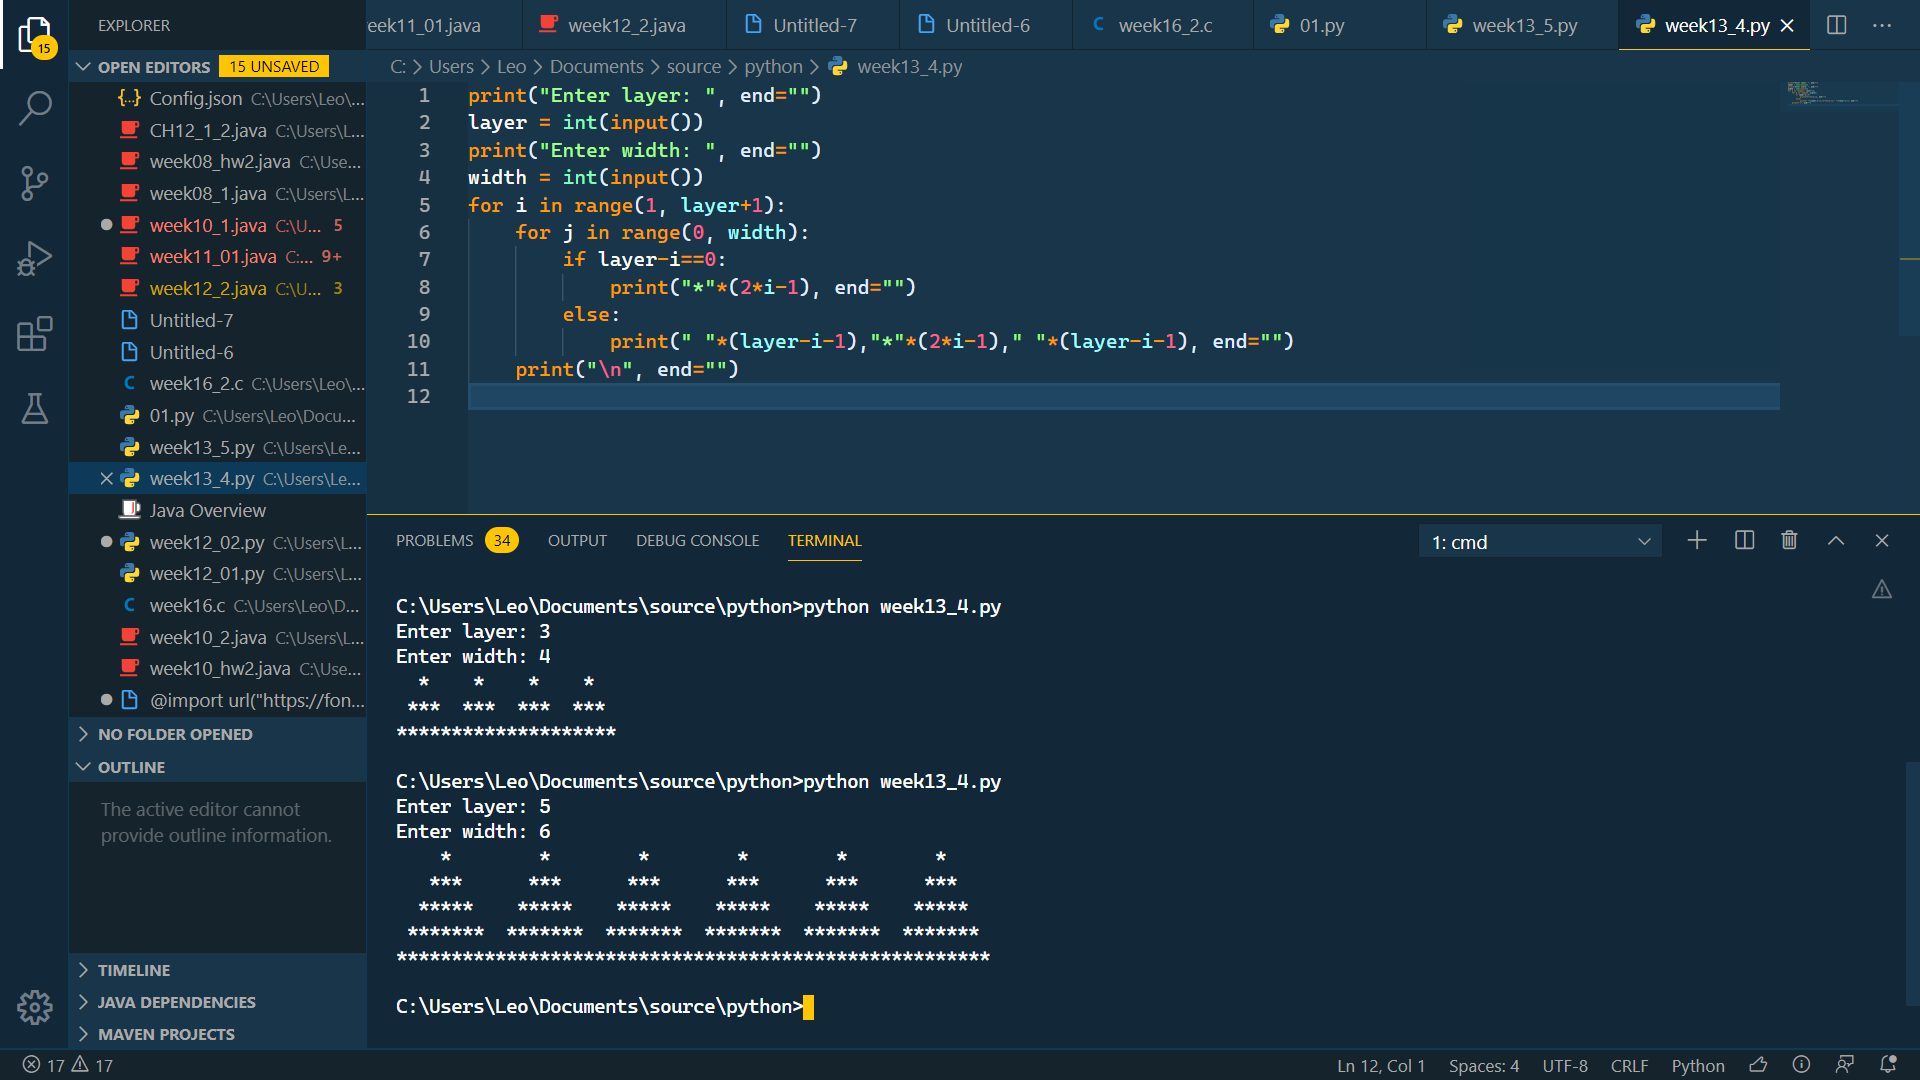 EXPLORER
eek11_01.java
week12_2.java
Untitled-7
Untitled-6
C week16_2.c
01.py
week13_5.py
week13_4.py
15
OPEN EDITORS 15 UNSAVED
C: > Users > Leo > Documents > source > python > week13_4.py
{..} Config.json C:\Users\Leo\...
CH12_1_2.java C:\Users\L...
week08_hw2.java C:\Use...
week08_1.java C:\Users\L...
week10_1.java C:\U... 5
week11_01.java C:... 9+
week12_2.java C:\U... 3
Untitled-7
Untitled-6
C week16_2.c C:\Users\Leo\...
01.py C:\Users\Leo\Docu...
week13_5.py C:\Users\Le...
week13_4.py C:\Users\Le...
Java Overview
week12_02.py C:\Users\L...
week12_01.py C:\Users\L...
C week16.c C:\Users\Leo\D...
week10_2.java C:\Users\L...
week10_hw2.java C:\Use...
@import url("https://fon...
NO FOLDER OPENED
OUTLINE
The active editor cannot
provide outline information.
TIMELINE
JAVA DEPENDENCIES
MAVEN PROJECTS
1 print("Enter layer: ", end="")
2 layer = int(input())
3 print("Enter width: ", end="")
4 width = int(input())
5 for i in range(1, layer+1):
6     for j in range(0, width):
7         if layer-i==0:
8             print("*"*(2*i-1), end="")
9         else:
10             print(" "*(layer-i-1),"*"*(2*i-1)," "*(layer-i-1), end="")
11     print("\n", end="")
12
PROBLEMS 34 OUTPUT DEBUG CONSOLE TERMINAL 1: cmd
C:\Users\Leo\Documents\source\python>python week13_4.py
Enter layer: 3
Enter width: 4
  *    *    *    *
 ***  ***  ***  ***
********************
C:\Users\Leo\Documents\source\python>python week13_4.py
Enter layer: 5
Enter width: 6
    *        *        *        *        *        *
   ***      ***      ***      ***      ***      ***
  *****    *****    *****    *****    *****    *****
 *******  *******  *******  *******  *******  *******
******************************************************
C:\Users\Leo\Documents\source\python>
17 17
Ln 12, Col 1 Spaces: 4 UTF-8 CRLF Python